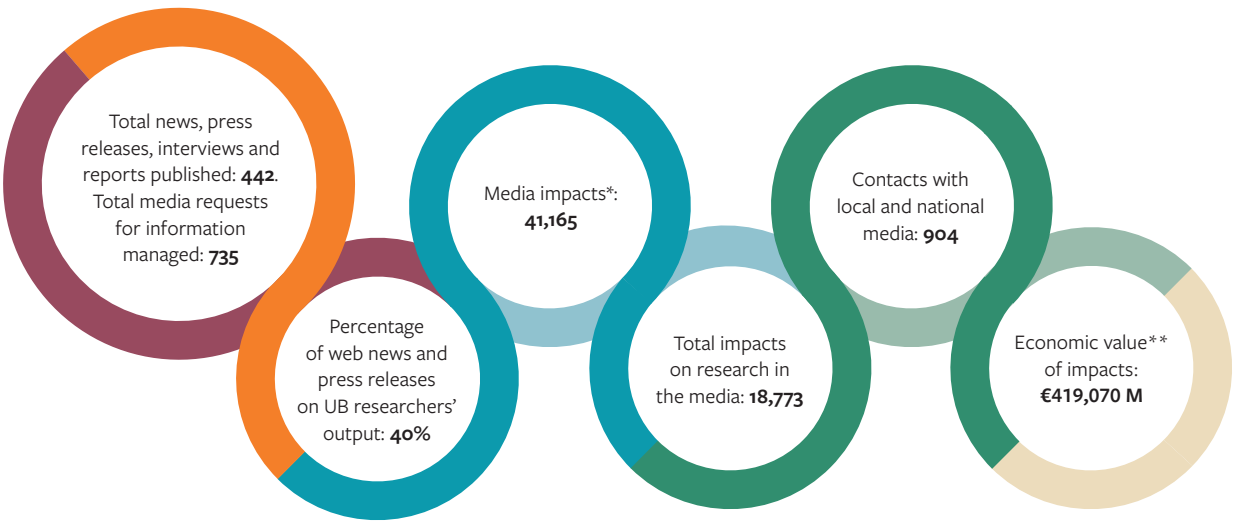 Total news, press
releases, interviews and
reports published: 442.
Total media requests
for information
managed: 735
Percentage
of web news and
press releases
on UB researchers’
output: 40%
Media impacts*:
41,165
Total impacts
on research in
the media: 18,773
Contacts with
local and national
media: 904
Economic value**
of impacts:
€419,070 M